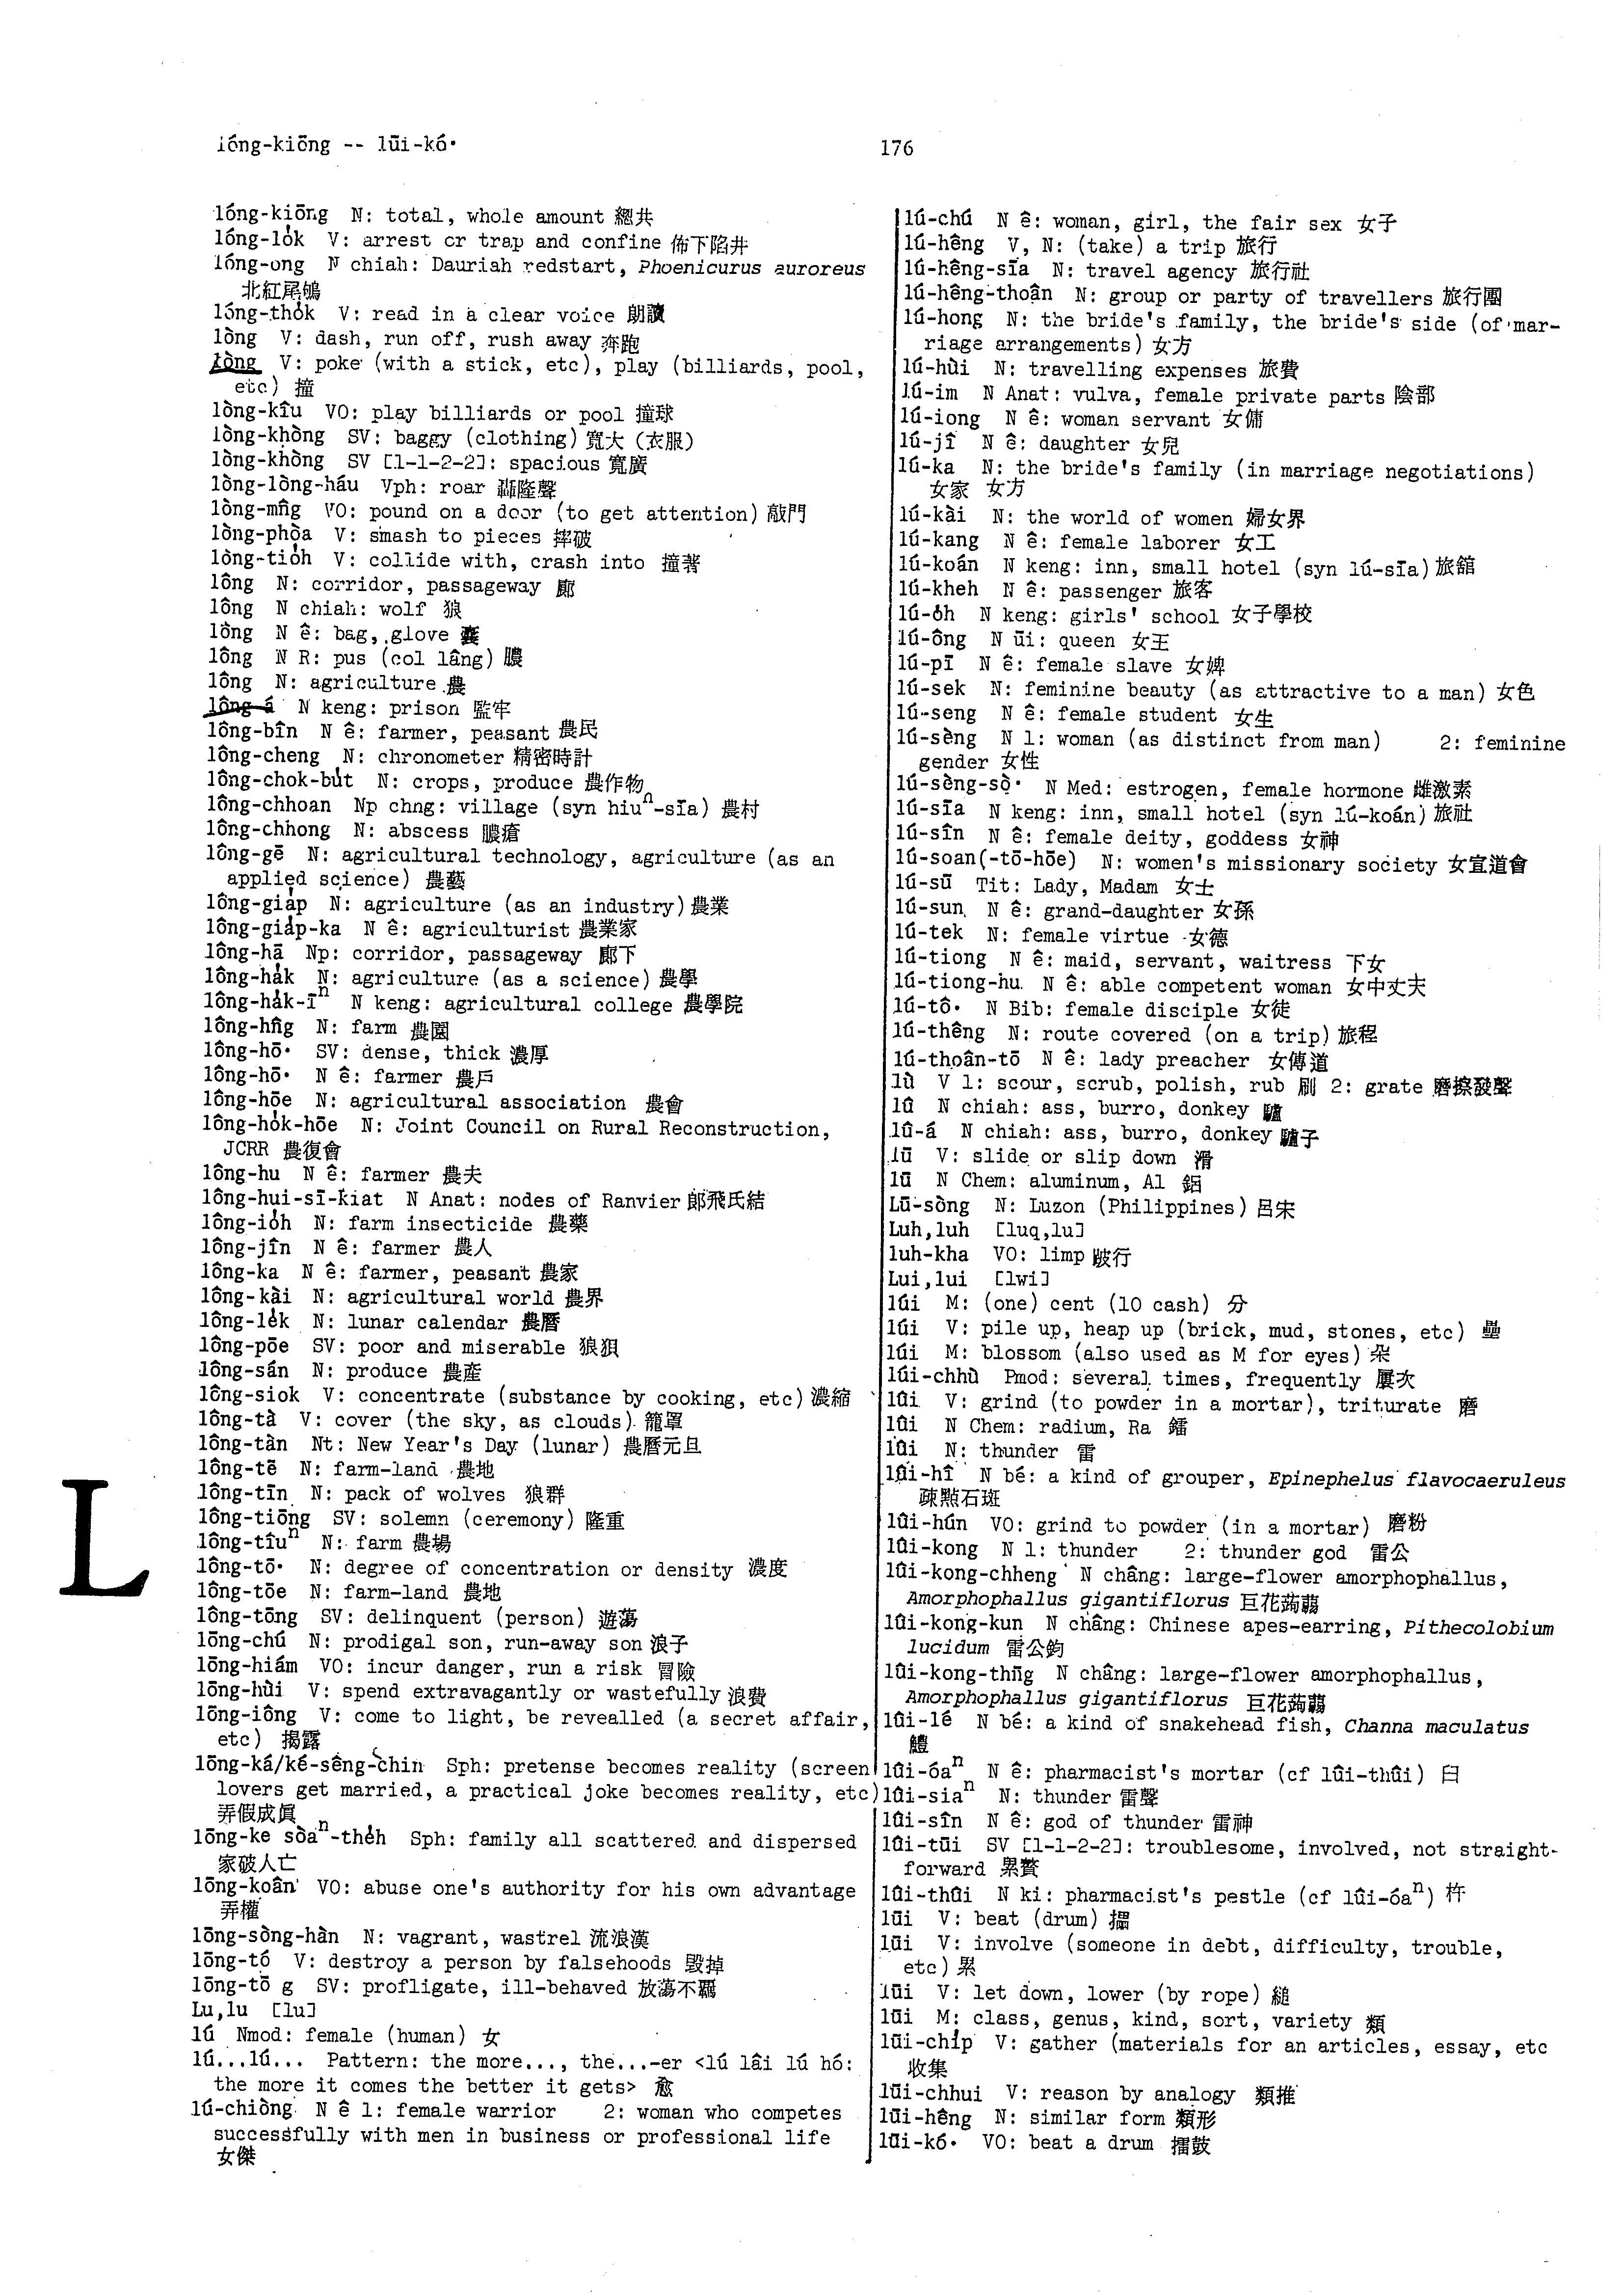 lóng-kiōng -- lūi-kó͘
176
lóng-kiōng N: total, whole amount 總共
lóng-lo̍k V: arrest or trap and confine 佈下陷井
lóng-ong N chiah: Dauriah redstart, Phoenicurus auroreus
北紅尾鴝
lóng-tho̍k V: read in a clear voice 朗讀
lòng V: dash, run off, rush away 奔跑
lòng V: poke (with a stick, etc), play (billiards, pool,
etc) 撞
lòng-kîu VO: play billiards or pool 撞球
lòng-khòng SV: baggy (clothing) 寬大 (衣服)
lòng-khòng SV [1-1-2-2]: spacious 寬廣
lòng-lòng-háu Vph: roar 轟隆聲
lòng-mn̂g VO: pound on a door (to get attention) 敲門
lòng-phòa V: smash to pieces 摔破
lòng-tio̍h V: collide with, crash into 撞著
lông N: corridor, passageway 廊
lông N chiah: wolf 狼
lông N ê: bag, glove 囊
lông N R: pus (col lâng) 膿
lông N: agriculture 農
lông-á N keng: prison 監牢
lông-bîn N ê: farmer, peasant 農民
lông-cheng N: chronometer 精密時計
lông-chok-bu̍t N: crops, produce 農作物
lông-chhoan Np chng: village (syn hiuⁿ-sīa) 農村
lông-chhong N: abscess 膿瘡
lông-gē N: agricultural technology, agriculture (as an
applied science) 農藝
lông-gia̍p N: agriculture (as an industry) 農業
lông-gia̍p-ka N ê: agriculturist 農業家
lông-hā Np: corridor, passageway 廊下
lông-ha̍k N: agriculture (as a science) 農學
lông-ha̍k-īⁿ N keng: agricultural college 農學院
lông-hn̂g N: farm 農園
lông-hō͘ SV: dense, thick 濃厚
lông-hō͘ N ê: farmer 農戶
lông-hōe N: agricultural association 農會
lông-ho̍k-hōe N: Joint Council on Rural Reconstruction,
JCRR 農復會
lông-hu N ê: farmer 農夫
lông-hui-sī-kiat N Anat: nodes of Ranvier 郞飛氏結
lông-io̍h N: farm insecticide 農藥
lông-jîn N ê: farmer 農人
lông-ka N ê: farmer, peasant 農家
lông-kài N: agricultural world 農界
lông-le̍k N: lunar calendar 農曆
lông-pōe SV: poor and miserable 狼狽
lông-sán N: produce 農產
lông-siok V: concentrate (substance by cooking, etc) 濃縮
lông-tà V: cover (the sky, as clouds) 籠罩
lông-tàn Nt: New Year's Day (lunar) 農曆元旦
lông-tē N: farm-land 農地
lông-tīn N: pack of wolves 狼群
lông-tiōng SV: solemn (ceremony) 隆重
lông-tîuⁿ N: farm 農場
lông-tō͘ N: degree of concentration or density 濃度
lông-tōe N: farm-land 農地
lông-tōng SV: delinquent (person) 遊蕩
lōng-chú N: prodigal son, run-away son 浪子
lōng-hiám VO: incur danger, run a risk 冒險
lōng-hùi V: spend extravagantly or wastefully 浪費
lōng-iông V: come to light, be revealled (a secret affair,
etc) 揭露
lōng-ká/ké-sêng-chin Sph: pretense becomes reality (screen
lovers get married, a practical joke becomes reality, etc)
弄假成眞
lōng-ke sòaⁿ-the̍h Sph: family all scattered and dispersed
家破人亡
lōng-koân VO: abuse one's authority for his own advantage
弄權
lōng-sòng-hàn N: vagrant, wastrel 流浪漢
lōng-tó V: destroy a person by falsehoods 毀掉
lōng-tō g SV: profligate, ill-behaved 放蕩不羈
Lu,lu [lu]
lú Nmod: female (human) 女
lú...lú... Pattern: the more..., the...-er <lú lâi lú hó:
the more it comes the better it gets> 愈
lú-chiòng N ê 1: female warrior 2: woman who competes
successfully with men in business or professional life
女傑
L
lú-chú N ê: woman, girl, the fair sex 女子
lú-hêng V, N: (take) a trip 旅行
lú-hêng-sīa N: travel agency 旅行社
lú-hêng-thoân N: group or party of travellers 旅行團
lú-hong N: the bride's family, the bride's side (of mar-
riage arrangements) 女方
lú-hùi N: travelling expenses 旅費
lú-im N Anat: vulva, female private parts 陰部
lú-iong N ê: woman servant 女傭
lú-jî N ê: daughter 女兒
lú-ka N: the bride's family (in marriage negotiations)
女家 女方
lú-kài N: the world of women 婦女界
lú-kang N ê: female laborer 女工
lú-koán N keng: inn, small hotel (syn lú-sīa) 旅館
lú-kheh N ê: passenger 旅客
lú-o̍h N keng: girls' school 女子學校
lú-ông N ūi: queen 女王
lú-pī N ê: female slave 女婢
lú-sek N: feminine beauty (as attractive to a man) 女色
lú-seng N ê: female student 女生
lú-sèng N 1: woman (as distinct from man) 2: feminine
gender 女性
lú-sèng-sò͘ N Med: estrogen, female hormone 雌激素
lú-sīa N keng: inn, small hotel (syn lú-koán) 旅社
lú-sîn N ê: female deity, goddess 女神
lú-soan(-tō-hōe) N: women's missionary society 女宣道會
lú-sū Tit: Lady, Madam 女士
lú-sun N ê: grand-daughter 女孫
lú-tek N: female virtue 女德
lú-tiong N ê: maid, servant, waitress 下女
lú-tiong-hu N ê: able competent woman 女中丈夫
lú-tô͘ N Bib: female disciple 女徒
lú-thêng N: route covered (on a trip) 旅程
lú-thoân-tō N ê: lady preacher 女傳道
lù V 1: scour, scrub, polish, rub 刷 2: grate 磨擦發聲
lû N chiah: ass, burro, donkey 驢
lû-á N chiah: ass, burro, donkey 驢子
lū V: slide or slip down 滑
lū N Chem: aluminum, Al 鋁
Lū-sòng N: Luzon (Philippines) 呂宋
Luh,luh [luq,lu]
luh-kha VO: limp 跛行
Lui,lui [lwi]
lúi M: (one) cent (10 cash) 分
lúi V: pile up, heap up (brick, mud, stones, etc) 壘
lúi M: blossom (also used as M for eyes) 朵
lúi-chhù Pmod: several times, frequently 屢次
lûi V: grind (to powder in a mortar), triturate 磨
lûi N Chem: radium, Ra 鐳
lûi N: thunder 雷
lûi-hî N bé: a kind of grouper, Epinephelus flavocaeruleus
疎點石斑
lûi-hún VO: grind to powder (in a mortar) 磨粉
lûi-kong N 1: thunder 2: thunder god 雷公
lûi-kong-chheng N châng: large-flower amorphophallus,
Amorphophallus gigantiflorus 巨花蒟蒻
lûi-kong-kun N châng: Chinese apes-earring, Pithecolobium
lucidum 雷公鈎
lûi-kong-thn̂g N châng: large-flower amorphophallus,
Amorphophallus gigantiflorus 巨花蒟蒻
lûi-lé N bé: a kind of snakehead fish, Channa maculatus
鱧
lûi-óaⁿ N ê: pharmacist's mortar (cf lûi-thûi) 臼
lûi-siaⁿ N: thunder 雷聲
lûi-sîn N ê: god of thunder 雷神
lûi-tūi SV [1-1-2-2]: troublesome, involved, not straight-
forward 累贅
lûi-thûi N ki: pharmacist's pestle (cf lûi-óaⁿ) 杵
lūi V: beat (drum) 擂
lūi V: involve (someone in debt, difficulty, trouble,
etc) 累
lūi V: let down, lower (by rope) 縋
lūi M: class, genus, kind, sort, variety 類
lūi-chi̍p V: gather (materials for an articles, essay, etc
收集
lūi-chhui V: reason by analogy 類推
lūi-hêng N: similar form 類形
lūi-kó͘ VO: beat a drum 擂鼓